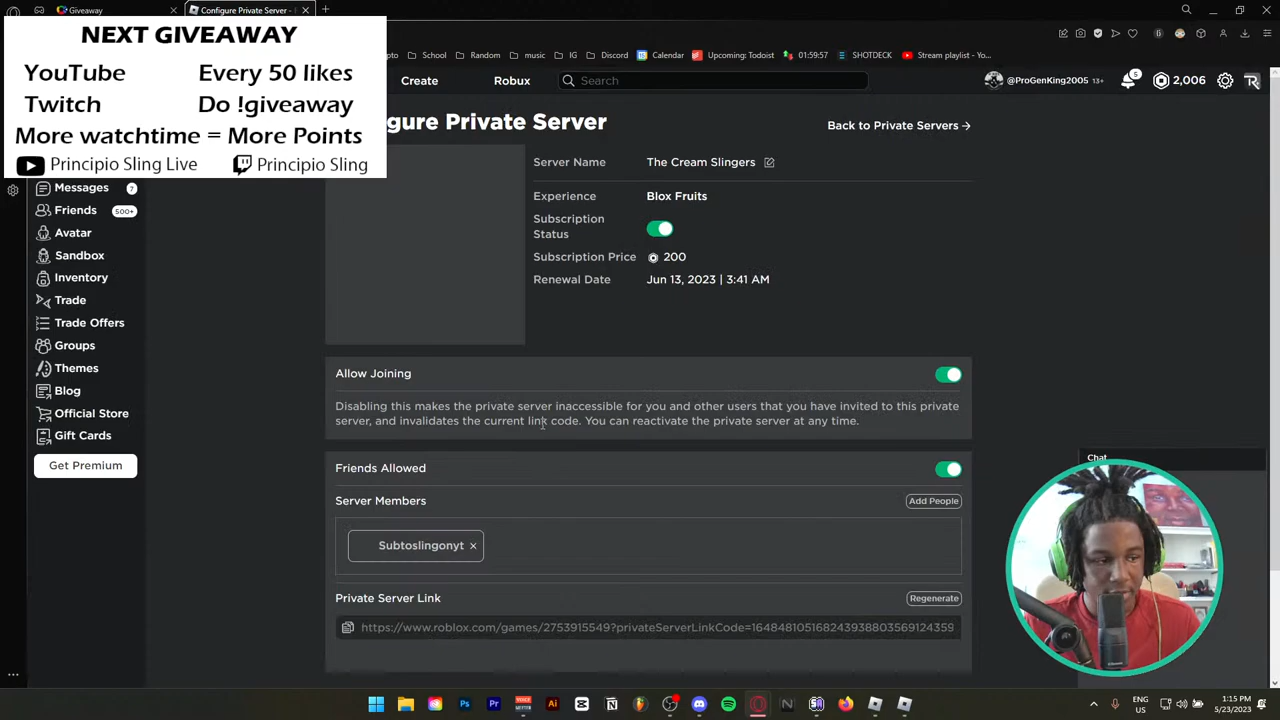 Gift Cards Configure Private Server -
NEXT GIVEAWAY
YouTube Every 50 likes
Twitch Do !giveaway
More watchtime = More Points
Principio Sling Live Principio Sling
School Random Music IG Calendar Upcoming: Todoist 01:59:57 SHOTDECK Stream playlist - Yo...
Create Robux Search @ProGenKing2005 13+ 5 2,006
gure Private Server
Back to Private Servers →
Server Name The Cream Slingers
Experience Blox Fruits
Subscription Status
Subscription Price 200
Renewal Date Jun 13, 2023 | 3:41 AM
Messages 7
Friends 500+
Avatar
Sandbox
Inventory
Trade
Trade Offers
Groups
Themes
Blog
Official Store
Gift Cards
Get Premium
Allow Joining
Disabling this makes the private server inaccessible for you and other users that you have invited to this private
server, and invalidates the current link code. You can reactivate the private server at any time.
Friends Allowed
Server Members Add People
Subtoslingonyt ×
Private Server Link Regenerate
https://www.roblox.com/games/2753915549?privateServerLinkCode=164848105168243938803569124359
Chat
ENG
US
1:15 PM
5/23/2023